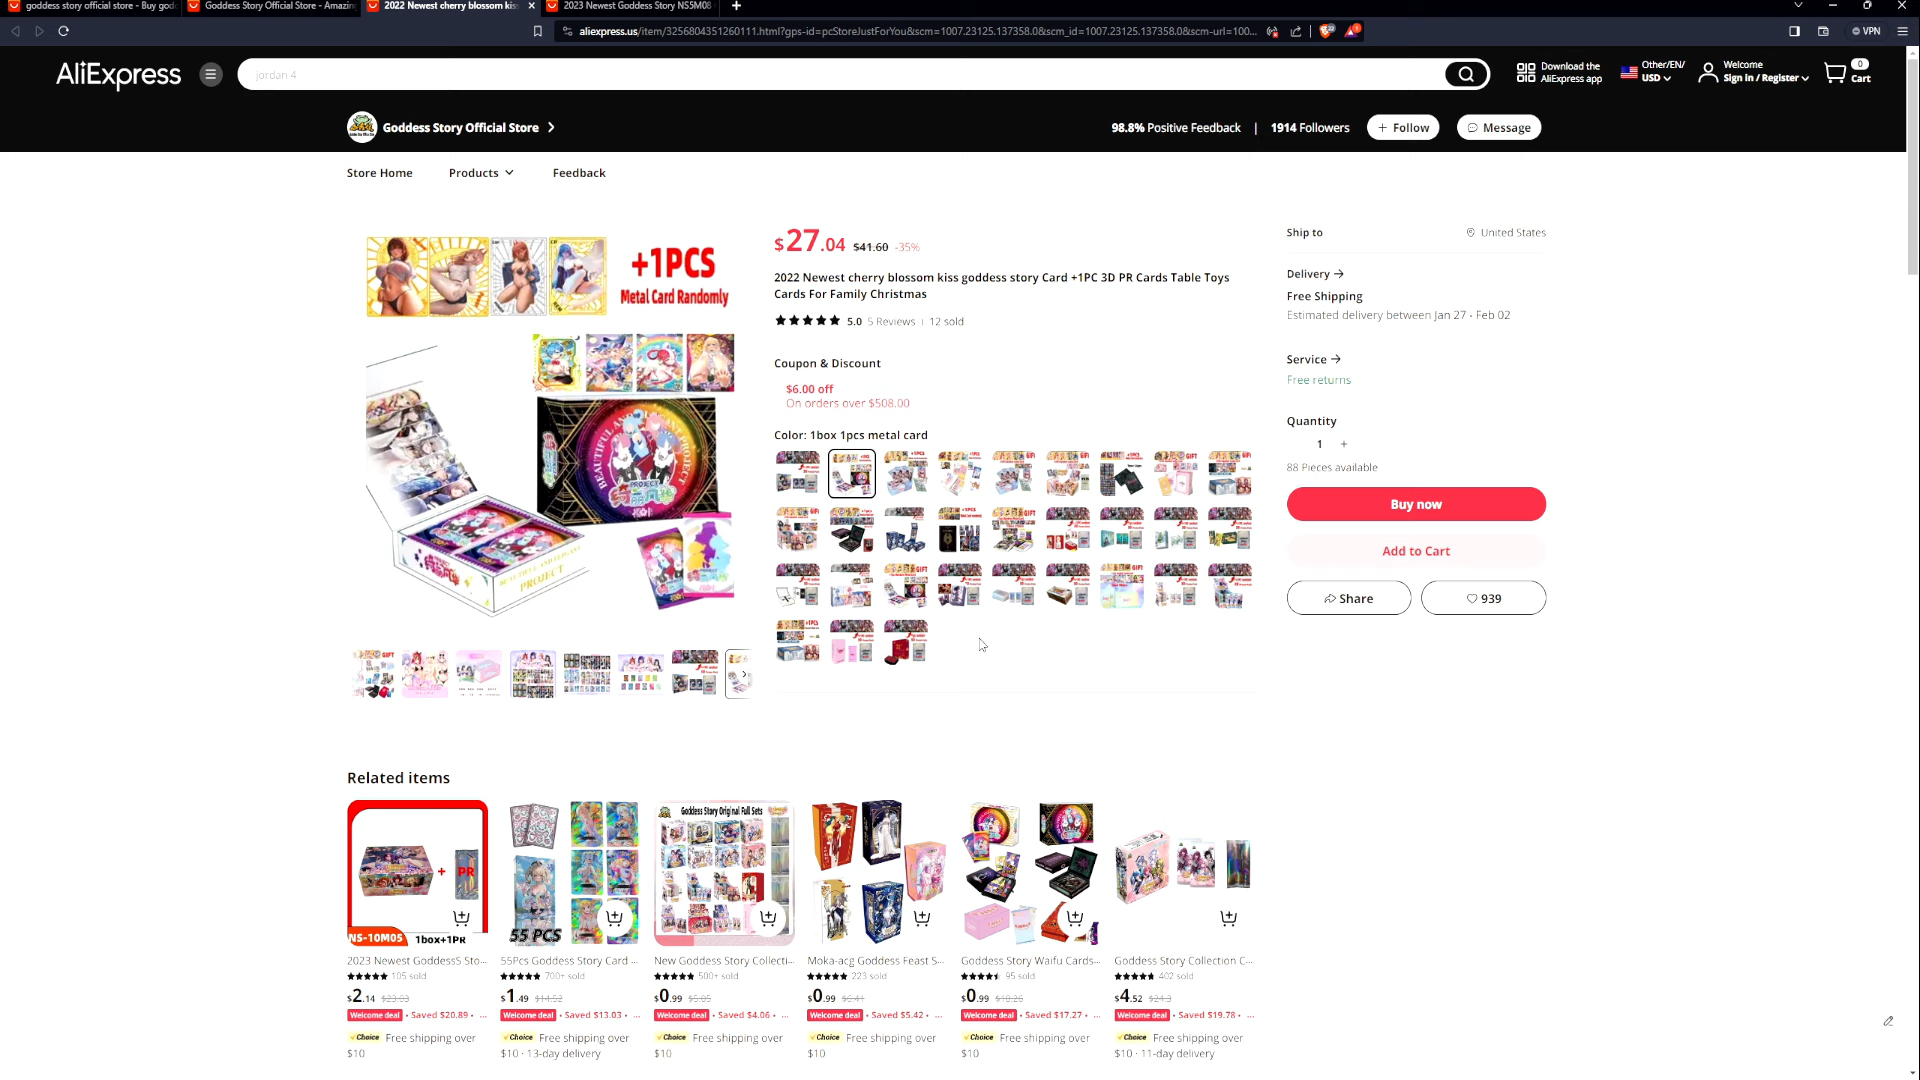 goddess story official store - Buy god
Goddess Story Official Store - Amazin
2022 Newest cherry blossom kis
2023 Newest Goddess Story NS5M08
aliexpress.us/item/3256804351260111.html?gps-id=pcStoreJustForYou&scm=1007.23125.137358.0&scm_id=1007.23125.137358.0&scm-url=100...
VPN
AliExpress
jordan 4
Download the
AliExpress app
Other/EN/
USD
Welcome
Sign in / Register
0
Cart
Goddess Story Official Store
98.8% Positive Feedback | 1914 Followers
+ Follow
Message
Store Home
Products
Feedback
+1PCS
Metal Card Randomly
BEAUTIFUL AND
PROJECT
PROJECT
$27.04 $41.60 -35%
2022 Newest cherry blossom kiss goddess story Card +1PC 3D PR Cards Table Toys
Cards For Family Christmas
5.0 5 Reviews | 12 sold
Coupon & Discount
$6.00 off
On orders over $508.00
Color: 1box 1pcs metal card
Ship to
United States
Delivery
Free Shipping
Estimated delivery between Jan 27 - Feb 02
Service
Free returns
Quantity
1 +
88 Pieces available
Buy now
Add to Cart
Share
939
Related items
+ PR
NS-10M05 1box+1PR
2023 Newest GoddessS Sto...
105 sold
$2.14 $23.03
Welcome deal · Saved $20.89 · ...
Choice Free shipping over
$10
55 PCS
55Pcs Goddess Story Card ...
700+ sold
$1.49 $14.52
Welcome deal · Saved $13.03 · ...
Choice Free shipping over
$10 · 13-day delivery
Goddess Story Original Full Sets
New Goddess Story Collecti...
500+ sold
$0.99 $5.05
Welcome deal · Saved $4.06 · ...
Choice Free shipping over
$10
Moka-acg Goddess Feast S...
223 sold
$0.99 $6.41
Welcome deal · Saved $5.42 · ...
Choice Free shipping over
$10
Goddess Story Waifu Cards...
95 sold
$0.99 $18.26
Welcome deal · Saved $17.27 · ...
Choice Free shipping over
$10
Goddess Story Collection C...
402 sold
$4.52 $24.3
Welcome deal · Saved $19.78 · ...
Choice Free shipping over
$10 · 11-day delivery